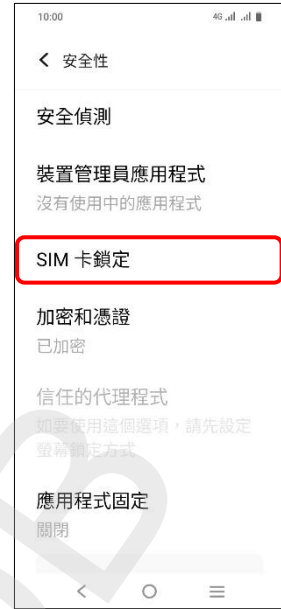 10:00
4G
安全性
安全偵測
裝置管理員應用程式
沒有使用中的應用程式
SIM 卡鎖定
加密和憑證
已加密
信任的代理程式
如要使用這個選項，請先設定
螢幕鎖定方式
應用程式固定
關閉